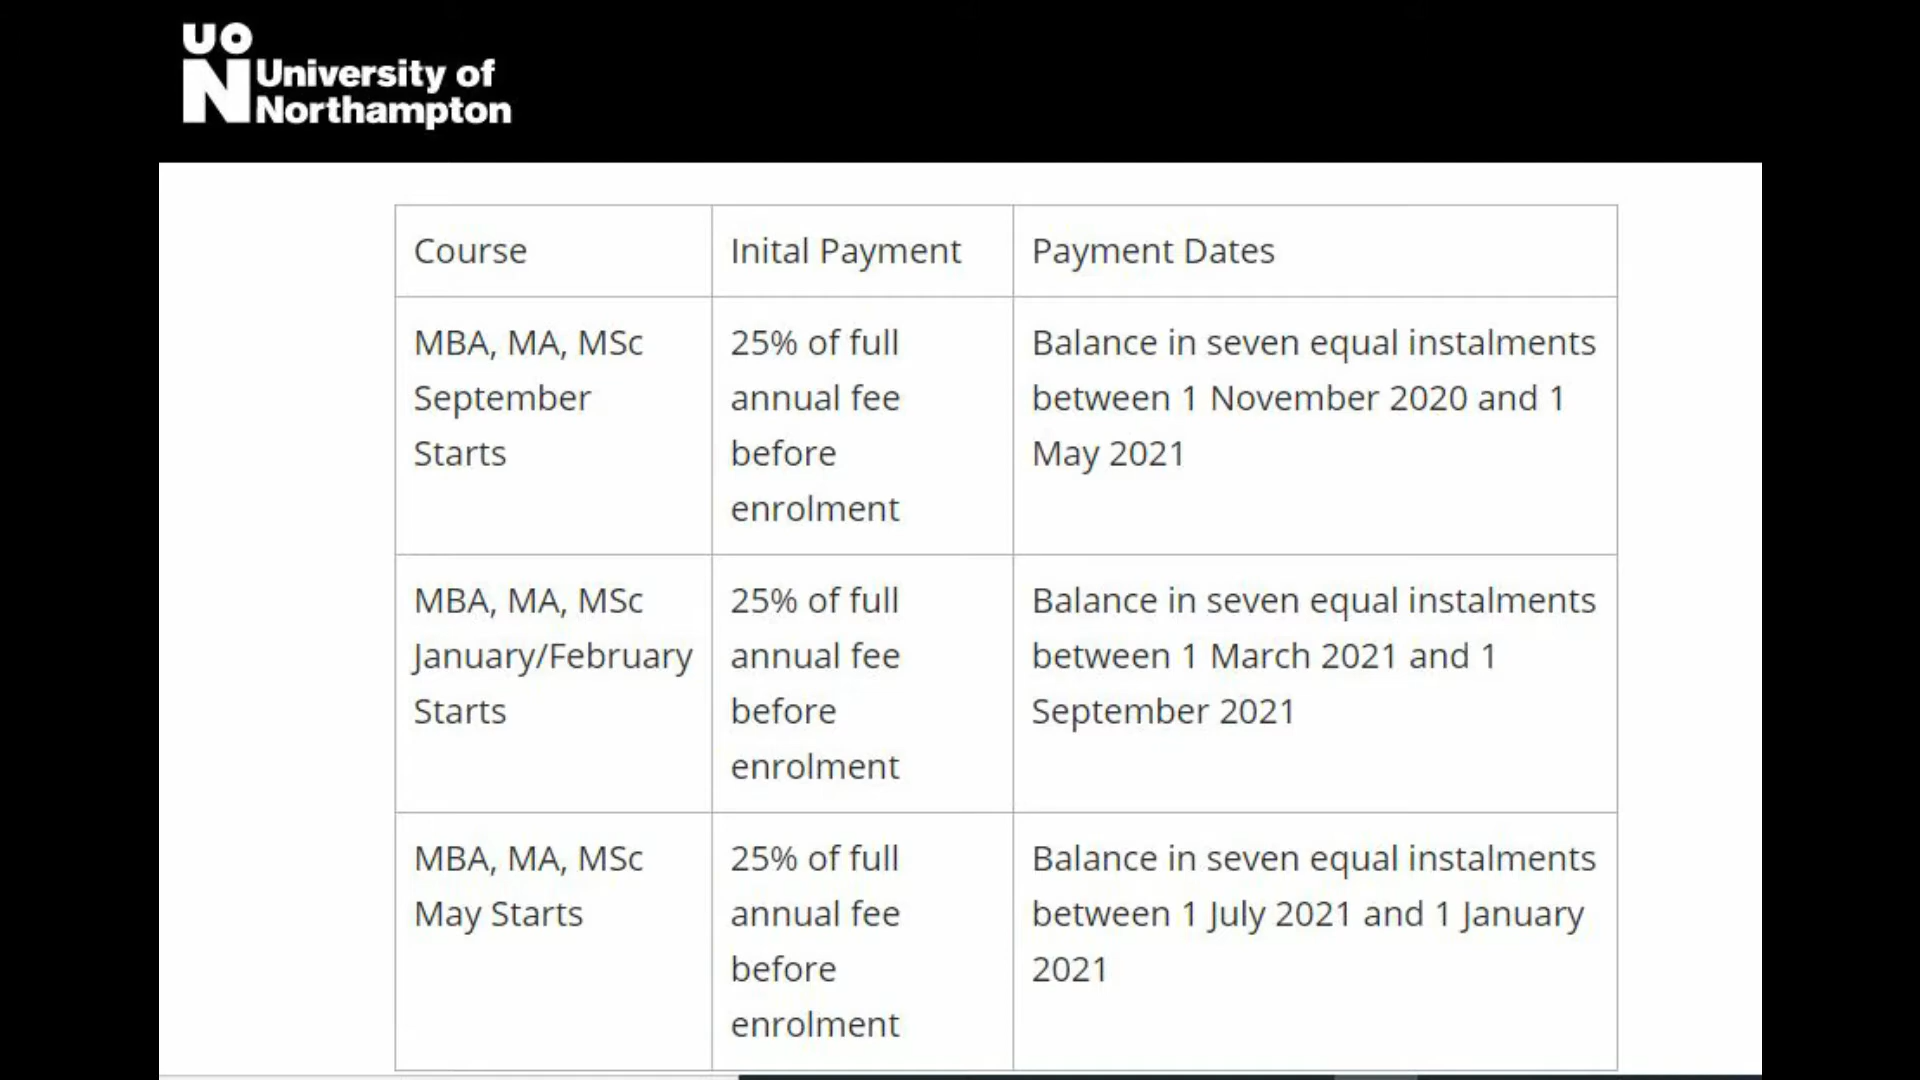 UON University of Northampton
Course
Inital Payment
Payment Dates
MBA, MA, MSc
September
Starts
25% of full
annual fee
before
enrolment
Balance in seven equal instalments
between 1 November 2020 and 1
May 2021
MBA, MA, MSc
January/February
Starts
25% of full
annual fee
before
enrolment
Balance in seven equal instalments
between 1 March 2021 and 1
September 2021
MBA, MA, MSc
May Starts
25% of full
annual fee
before
enrolment
Balance in seven equal instalments
between 1 July 2021 and 1 January
2021